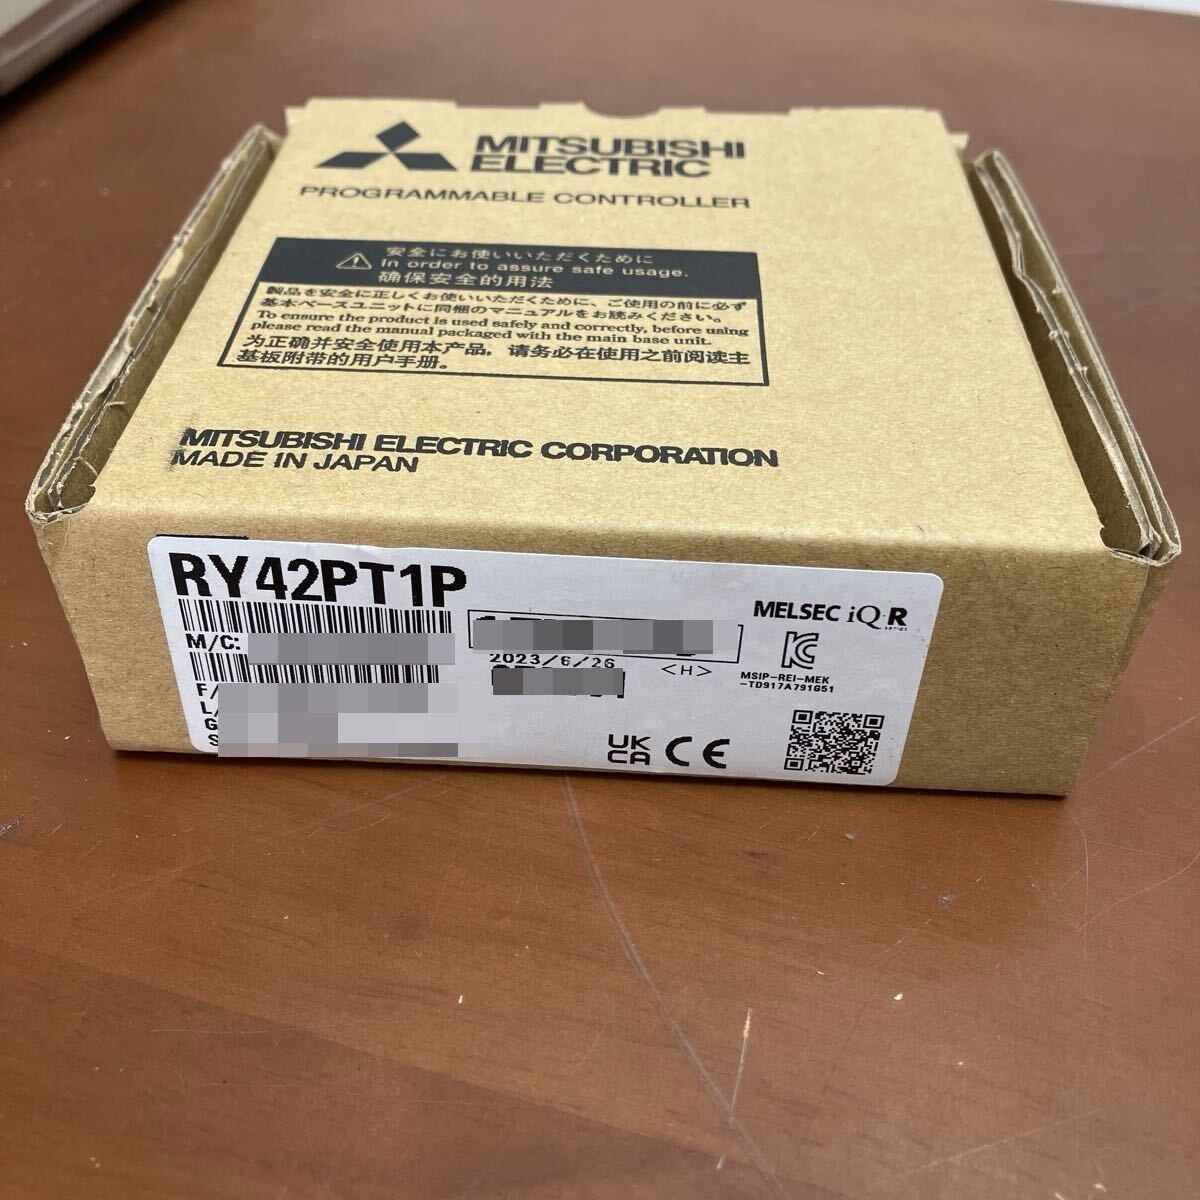 MITSUBISHI
ELECTRIC
PROGRAMMABLE CONTROLLER
安全にお使いいただくために
In order to assure safe usage.
确保安全的用法
製品を安全に正しくお使いいただくために、ご使用の前に必ず
基本ベースユニットに同梱のマニュアルをお読みください。
To ensure the product is used safely and correctly, before using
please read the manual packaged with the main base unit.
为正确并安全使用本产品，请务必在使用之前阅读主
基板附带的用户手册。
MITSUBISHI ELECTRIC CORPORATION
MADE IN JAPAN
RY42PT1P
MELSEC iQ-R
series
M/C:
2023/6/26
<H>
MSIP-REI-MEK
-TD917A791G51
F/
L/
G
S
UK
CA CE